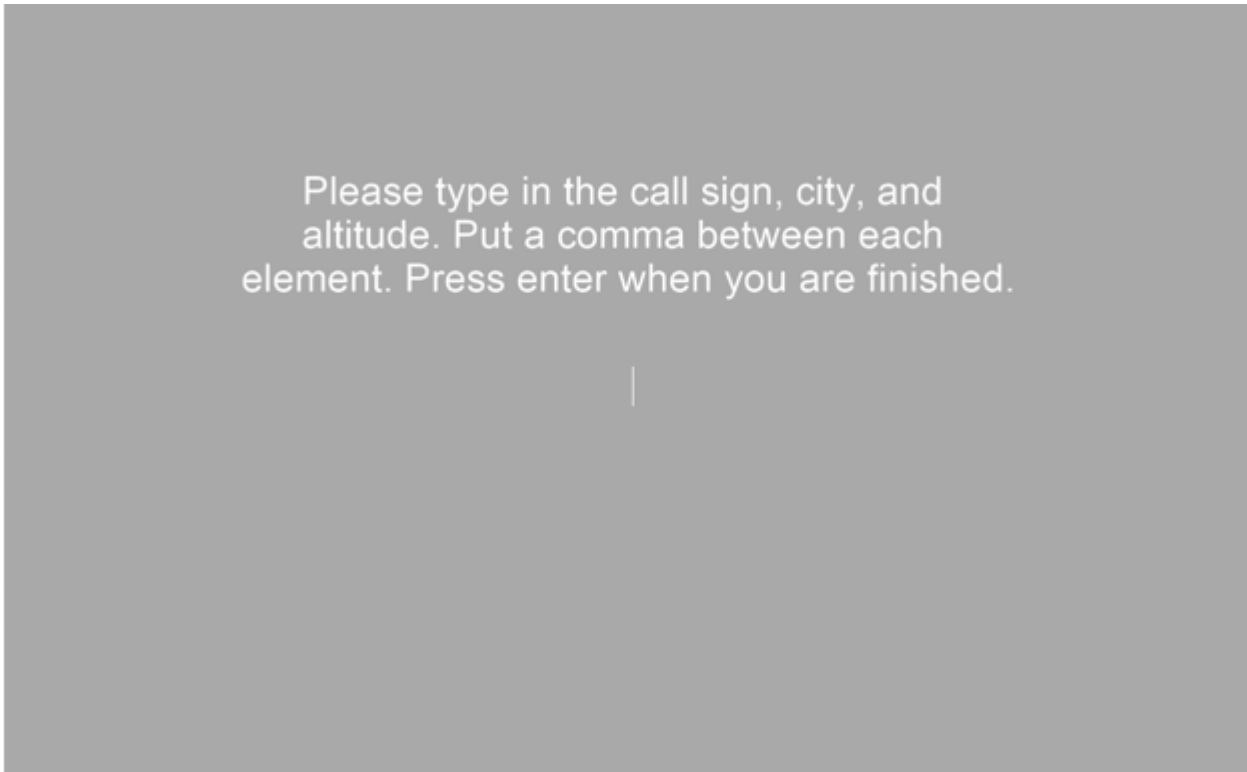 Please type in the call sign, city, and
altitude. Put a comma between each
element. Press enter when you are finished.